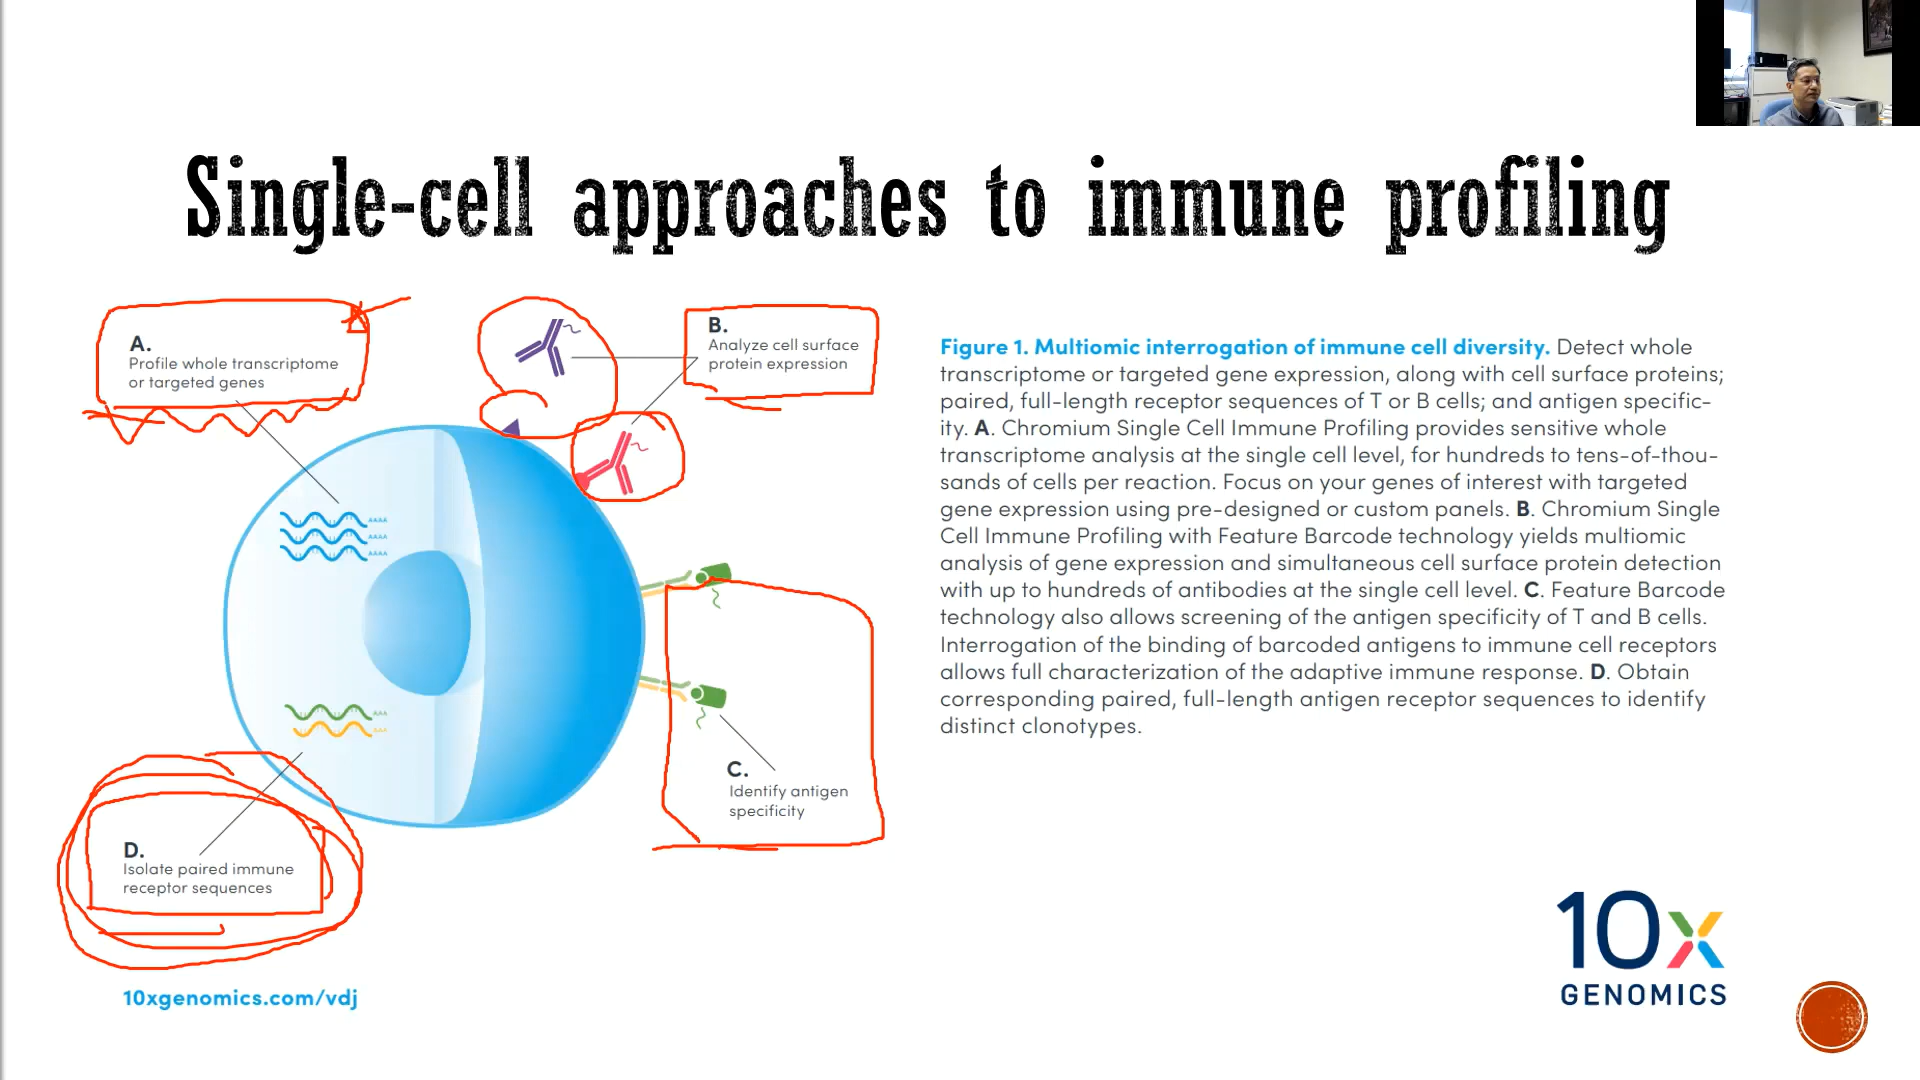 Single-cell approaches to immune profiling
A.
Profile whole transcriptome
or targeted genes
B.
Analyze cell surface
protein expression
AAAA
AAAA
AAAA
AAA
AAA
C.
Identify antigen
specificity
D.
Isolate paired immune
receptor sequences
10xgenomics.com/vdj
Figure 1. Multiomic interrogation of immune cell diversity. Detect whole
transcriptome or targeted gene expression, along with cell surface proteins;
paired, full-length receptor sequences of T or B cells; and antigen specific-
ity. A. Chromium Single Cell Immune Profiling provides sensitive whole
transcriptome analysis at the single cell level, for hundreds to tens-of-thou-
sands of cells per reaction. Focus on your genes of interest with targeted
gene expression using pre-designed or custom panels. B. Chromium Single
Cell Immune Profiling with Feature Barcode technology yields multiomic
analysis of gene expression and simultaneous cell surface protein detection
with up to hundreds of antibodies at the single cell level. C. Feature Barcode
technology also allows screening of the antigen specificity of T and B cells.
Interrogation of the binding of barcoded antigens to immune cell receptors
allows full characterization of the adaptive immune response. D. Obtain
corresponding paired, full-length antigen receptor sequences to identify
distinct clonotypes.
10x
GENOMICS